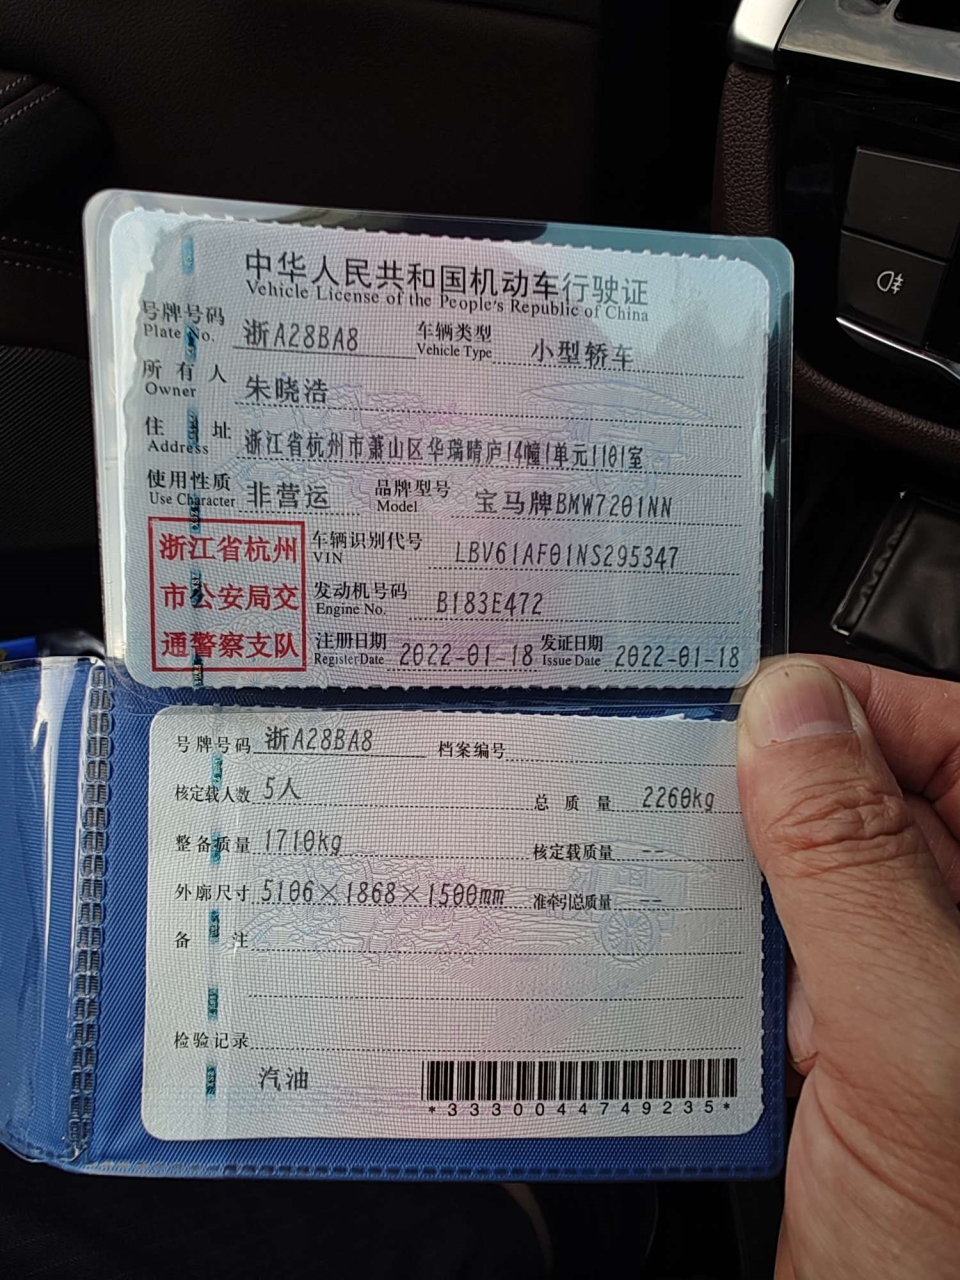 中华人民共和国机动车行驶证
Vehicle License of the People's Republic of China
号牌号码 浙A28BA8 车辆类型 小型轿车
Plate No. Vehicle Type
所有人 朱晓浩
Owner
住址 浙江省杭州市萧山区华瑞晴庐14幢1单元1101室
Address
使用性质 非营运 品牌型号 宝马牌BMW7201NN
Use Character Model
浙江省杭州
市公安局交
通警察支队
车辆识别代号 LBV61AF01NS295347
VIN
发动机号码 B183E472
Engine No.
注册日期 2022-01-18 发证日期 2022-01-18
Register Date Issue Date
号牌号码 浙A28BA8 档案编号
核定载人数 5人 总质量 2260kg
整备质量 1710kg 核定载质量 --
外廓尺寸 5106×1868×1500mm 准牵引总质量 --
备注
检验记录
汽油
*3330044749235*